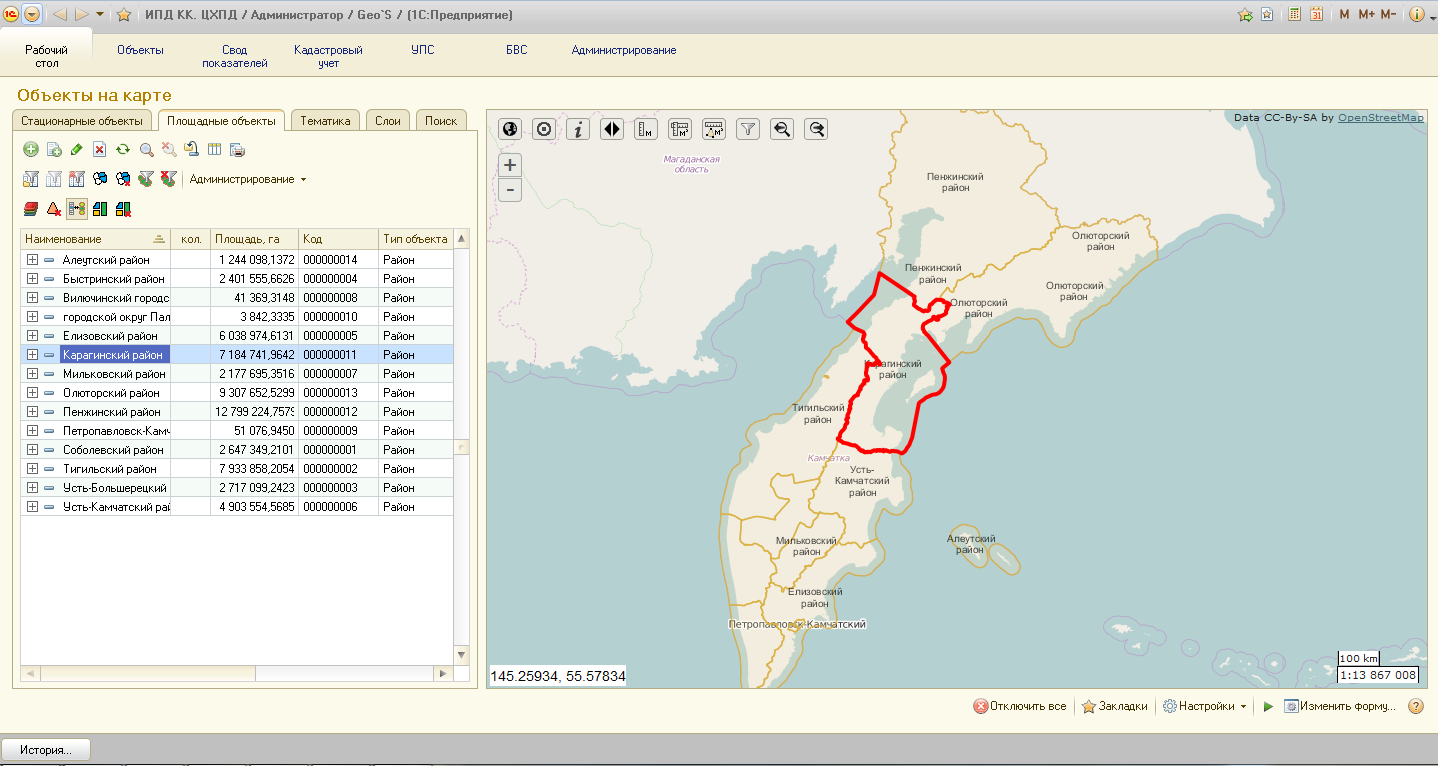 ИПД КК. ЦХПД / Администратор / Geo`S / (1С:Предприятие)
M M+ M-
Рабочий стол
Объекты
Свод показателей
Кадастровый учет
УПС
БВС
Администрирование
Объекты на карте
Стационарные объекты
Площадные объекты
Тематика
Слои
Поиск
Администрирование
Наименование кол. Площадь, га Код Тип объекта
Алеутский район 1 244 098,1372 000000014 Район
Быстринский район 2 401 555,6626 000000004 Район
Вилючинский городс 41 369,3148 000000008 Район
городской округ Пал 3 842,3335 000000010 Район
Елизовский район 6 038 974,6131 000000005 Район
Карагинский район 7 184 741,9642 000000011 Район
Мильковский район 2 177 695,3516 000000007 Район
Олюторский район 9 307 652,5299 000000013 Район
Пенжинский район 12 799 224,7579 000000012 Район
Петропавловск-Камч 51 076,9450 000000009 Район
Соболевский район 2 647 349,2101 000000001 Район
Тигильский район 7 933 858,2054 000000002 Район
Усть-Большерецкий 2 717 099,2423 000000003 Район
Усть-Камчатский рай 4 903 554,5685 000000006 Район
Data CC-By-SA by OpenStreetMap
+
-
Магаданская
область
Пенжинский
район
Олюторский
район
Пенжинский
район
Олюторский
район
Олюторский
район
Карагинский
район
Тигильский
район
Камчатка
Усть-
Камчатский
район
Мильковский
район
Алеутский
район
Елизовский
район
Петропавловск-Камчатский
145.25934, 55.57834
100 km
1:13 867 008
Отключить все
Закладки
Настройки
Изменить форму...
История...